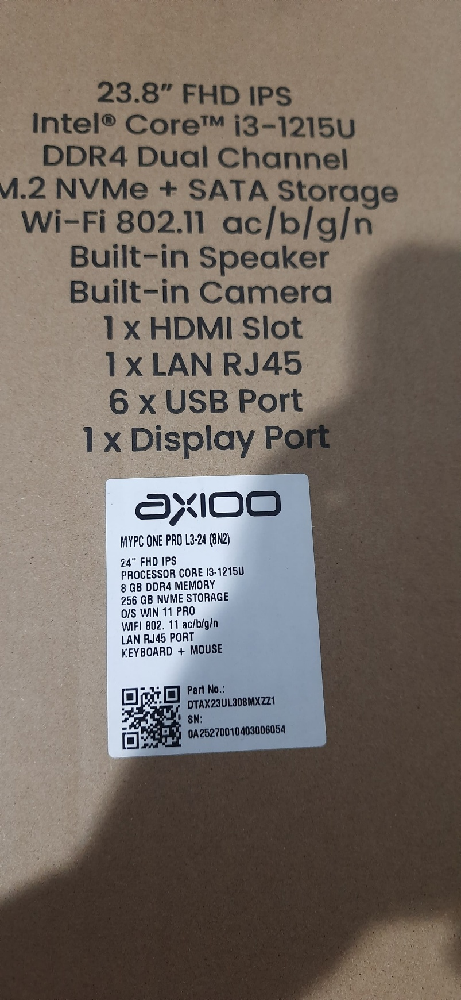 23.8" FHD IPS
Intel® Core™ i3-1215U
DDR4 Dual Channel
M.2 NVMe + SATA Storage
Wi-Fi 802.11 ac/b/g/n
Built-in Speaker
Built-in Camera
1 x HDMI Slot
1 x LAN RJ45
6 x USB Port
1 x Display Port
axioo
MYPC ONE PRO L3-24 (8N2)
24" FHD IPS
PROCESSOR CORE i3-1215U
8 GB DDR4 MEMORY
256 GB NVME STORAGE
O/S WIN 11 PRO
WIFI 802. 11 ac/b/g/n
LAN RJ45 PORT
KEYBOARD + MOUSE
Part No.:
DTAX23UL308MXZZ1
SN:
0A25270010403006054